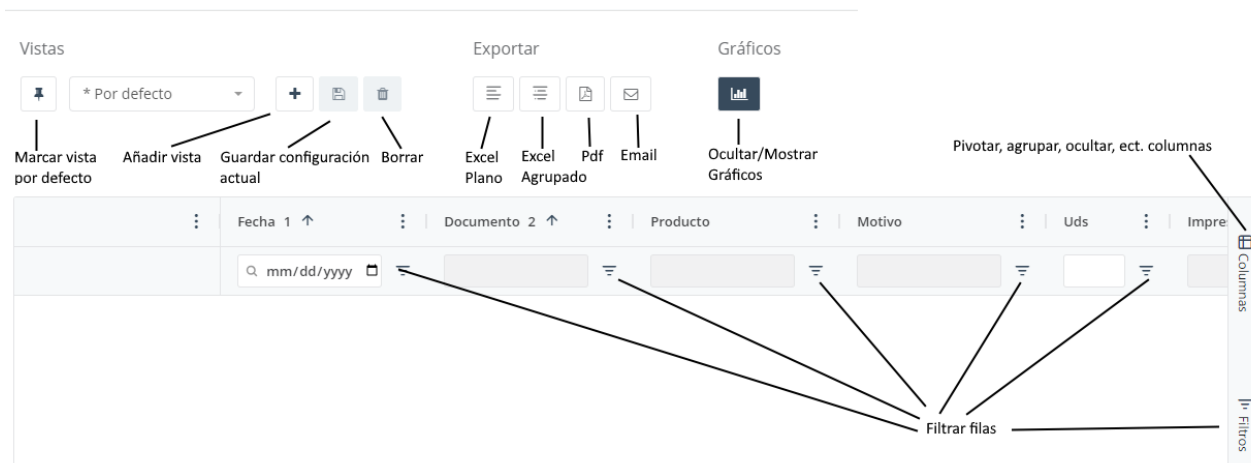 Vistas
Exportar
Gráficos
* Por defecto
Marcar vista
por defecto
Añadir vista
Guardar configuración
actual
Borrar
Excel
Plano
Excel
Agrupado
Pdf
Email
Ocultar/Mostrar
Gráficos
Pivotar, agrupar, ocultar, ect. columnas
Fecha 1
Documento 2
Producto
Motivo
Uds
Impre
mm/dd/yyyy
Columnas
Filtrar filas
Filtros